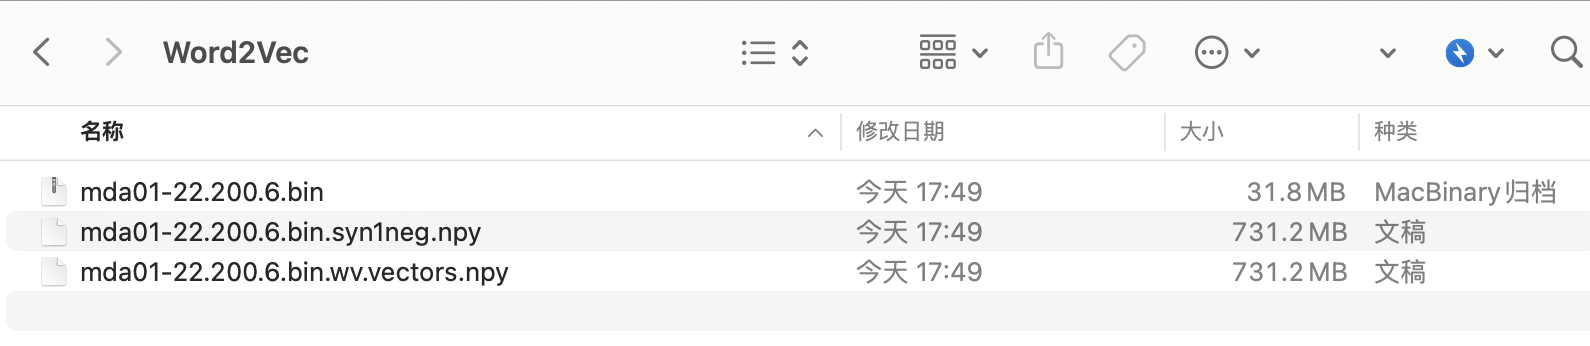 Word2Vec
名称 修改日期 大小 种类
mda01-22.200.6.bin 今天 17:49 31.8 MB MacBinary归档
mda01-22.200.6.bin.syn1neg.npy 今天 17:49 731.2 MB 文稿
mda01-22.200.6.bin.wv.vectors.npy 今天 17:49 731.2 MB 文稿